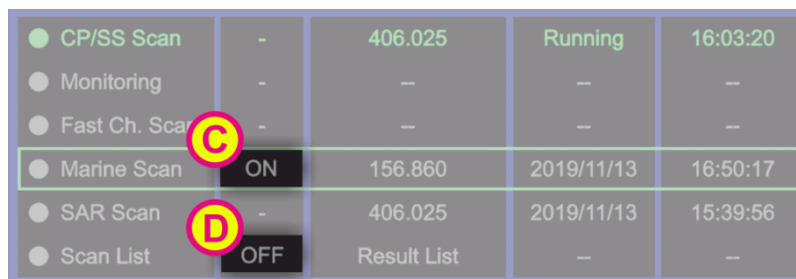 CP/SS Scan - 406.025 Running 16:03:20
Monitoring - -- -- --
Fast Ch. Scan - -- -- --
C
Marine Scan ON 156.860 2019/11/13 16:50:17
SAR Scan - 406.025 2019/11/13 15:39:56
D
Scan List OFF Result List -- --